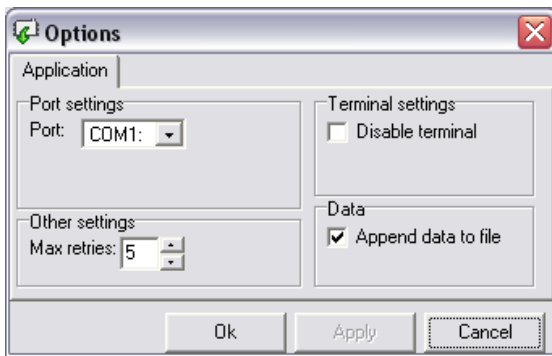 Options
Application
Port settings
Port: COM1:
Terminal settings
Disable terminal
Other settings
Max retries: 5
Data
Append data to file
Ok Apply Cancel